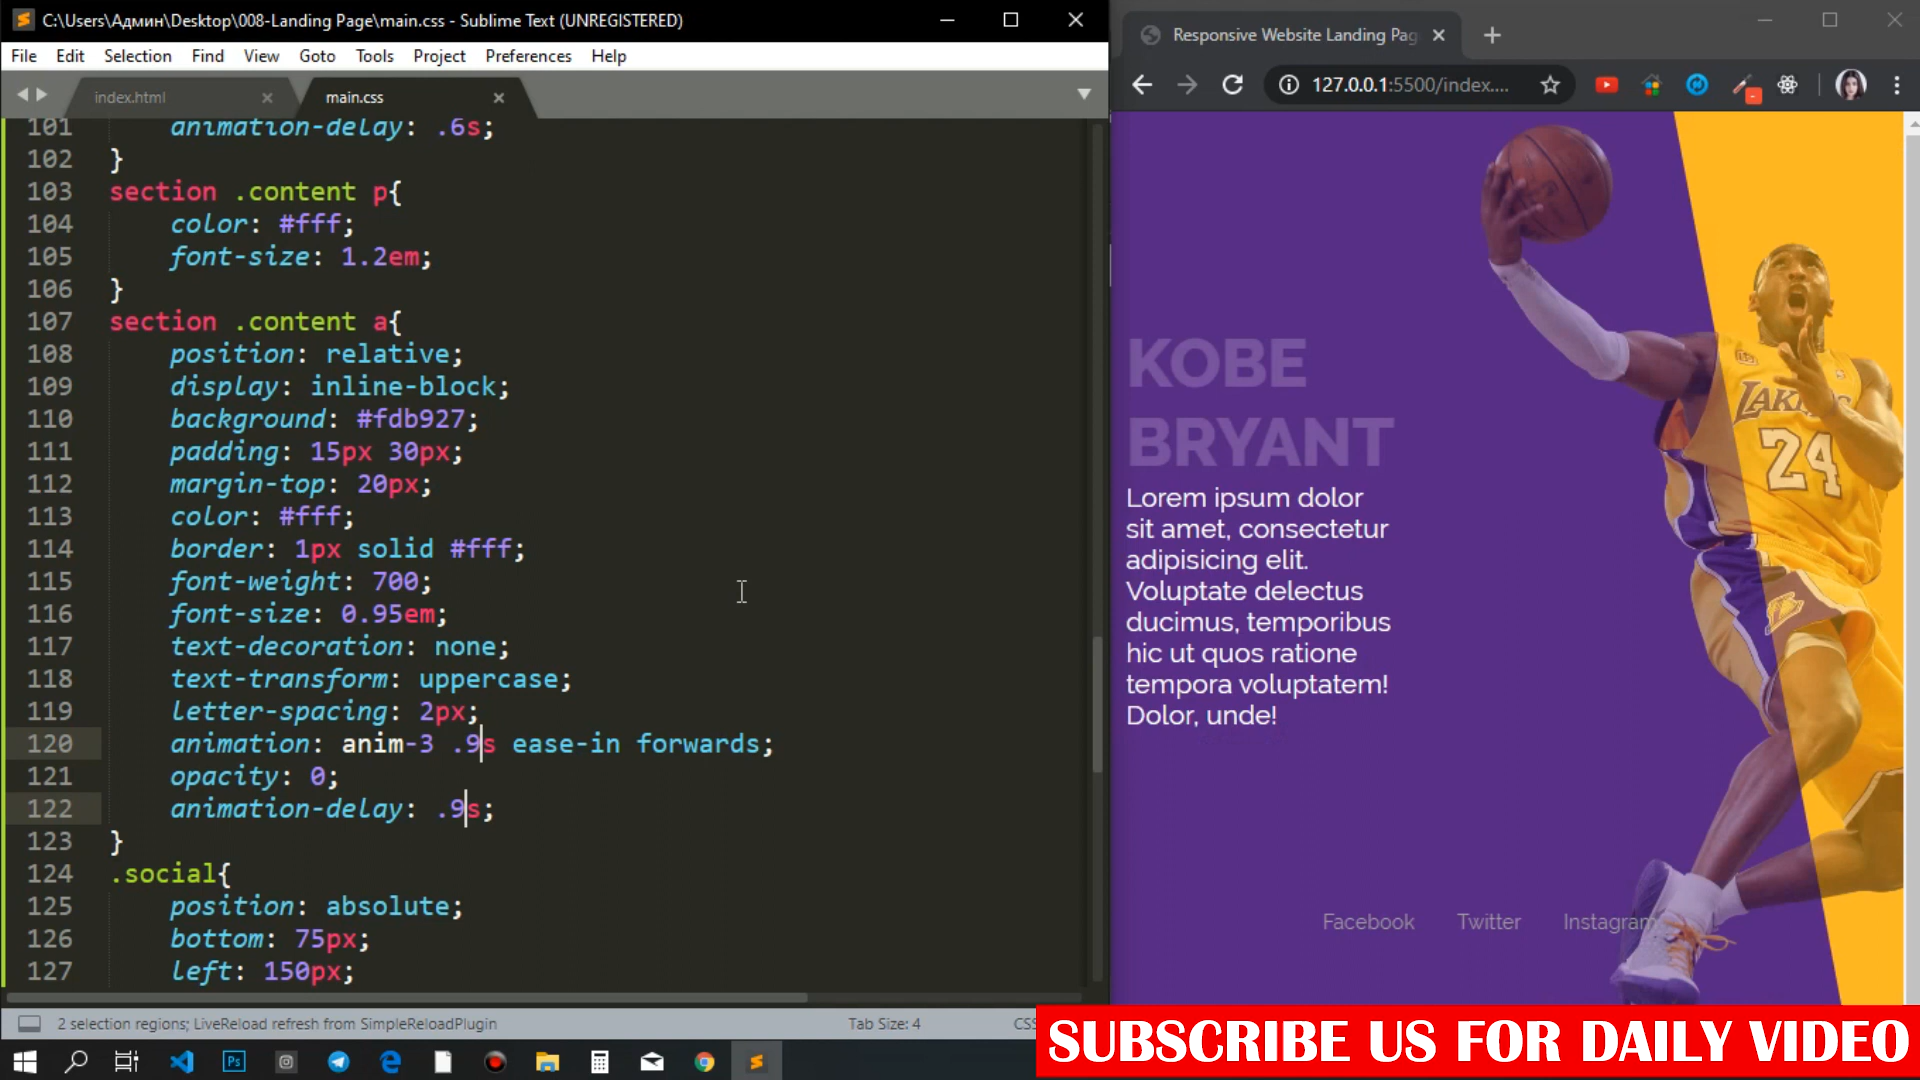 C:\Users\Админ\Desktop\008-Landing Page\main.css - Sublime Text (UNREGISTERED)
File Edit Selection Find View Goto Tools Project Preferences Help
index.html main.css
101 animation-delay: .6s;
102 }
103 section .content p{
104 color: #fff;
105 font-size: 1.2em;
106 }
107 section .content a{
108 position: relative;
109 display: inline-block;
110 background: #fdb927;
111 padding: 15px 30px;
112 margin-top: 20px;
113 color: #fff;
114 border: 1px solid #fff;
115 font-weight: 700;
116 font-size: 0.95em;
117 text-decoration: none;
118 text-transform: uppercase;
119 letter-spacing: 2px;
120 animation: anim-3 .9s ease-in forwards;
121 opacity: 0;
122 animation-delay: .9s;
123 }
124 .social{
125 position: absolute;
126 bottom: 75px;
127 left: 150px;
2 selection regions; LiveReload refresh from SimpleReloadPlugin
Tab Size: 4
CSS
Responsive Website Landing Pag
127.0.0.1:5500/index....
KOBE
BRYANT
Lorem ipsum dolor
sit amet, consectetur
adipisicing elit.
Voluptate delectus
ducimus, temporibus
hic ut quos ratione
tempora voluptatem!
Dolor, unde!
LAKERS
24
Facebook Twitter Instagram
Ps
SUBSCRIBE US FOR DAILY VIDEO